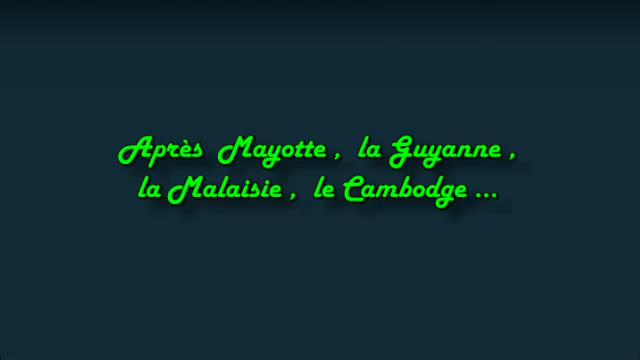 Après Mayotte , la Guyanne ,
la Malaisie , le Cambodge ...